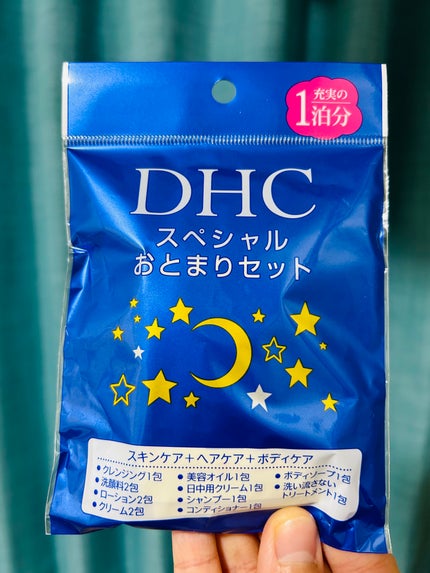 充実の
1泊分
DHC
スペシャル
おとまりセット
スキンケア+ヘアケア+ボディケア
●クレンジング1包
●洗顔料2包
●ローション2包
●クリーム2包
●美容オイル1包
●日中用クリーム1包
●シャンプー1包
●コンディショナー1包
●ボディソープ1包
●洗い流さない
トリートメント1包